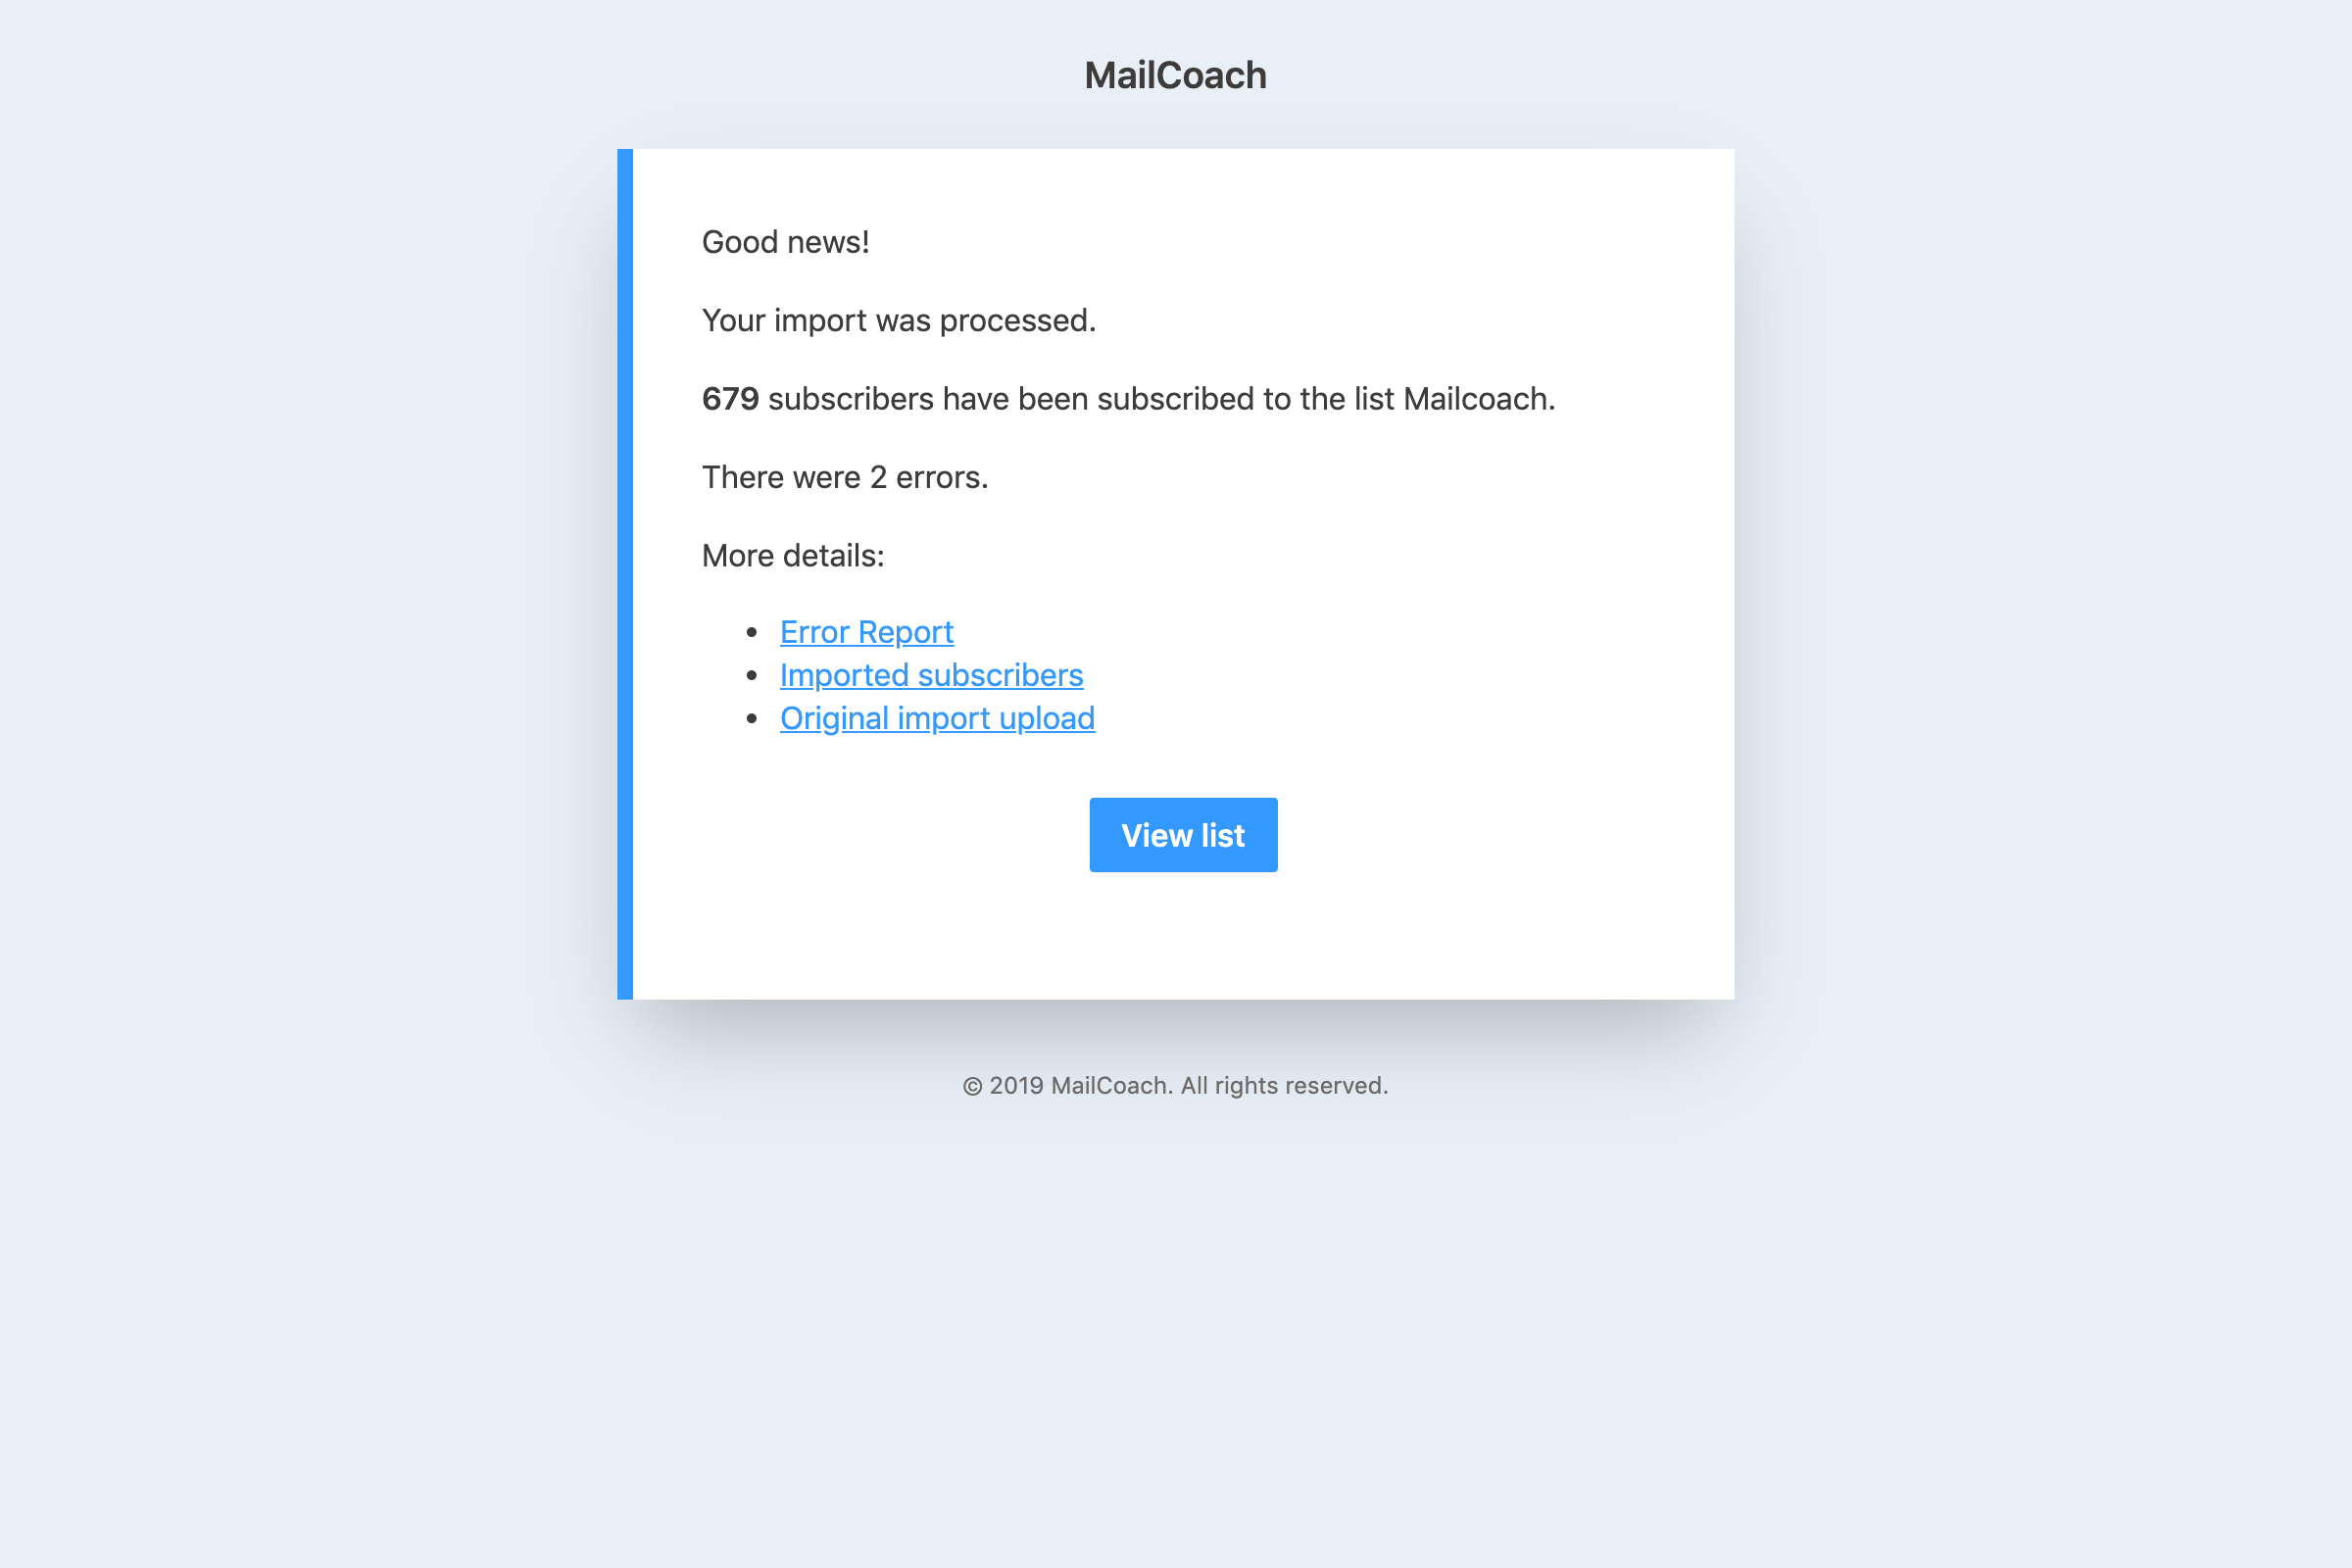 MailCoach
Good news!
Your import was processed.
679 subscribers have been subscribed to the list Mailcoach.
There were 2 errors.
More details:
• Error Report
• Imported subscribers
• Original import upload
View list
© 2019 MailCoach. All rights reserved.